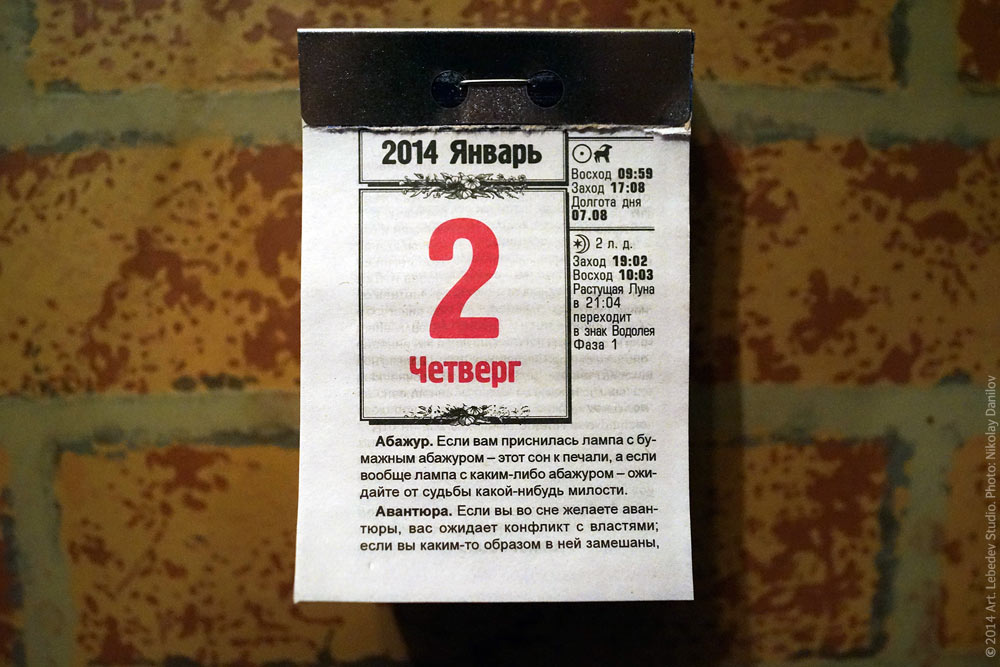 2014 Январь
2
Четверг
Восход 09:59
Заход 17:08
Долгота дня
07.08
2 л. д.
Заход 19:02
Восход 10:03
Растущая Луна
в 21:04
переходит
в знак Водолея
Фаза 1
Абажур. Если вам приснилась лампа с бу-
мажным абажуром – этот сон к печали, а если
вообще лампа с каким-либо абажуром – ожи-
дайте от судьбы какой-нибудь милости.
Авантюра. Если вы во сне желаете аван-
тюры, вас ожидает конфликт с властями;
если вы каким-то образом в ней замешаны,
© 2014 Art. Lebedev Studio. Photo: Nikolay Danilov